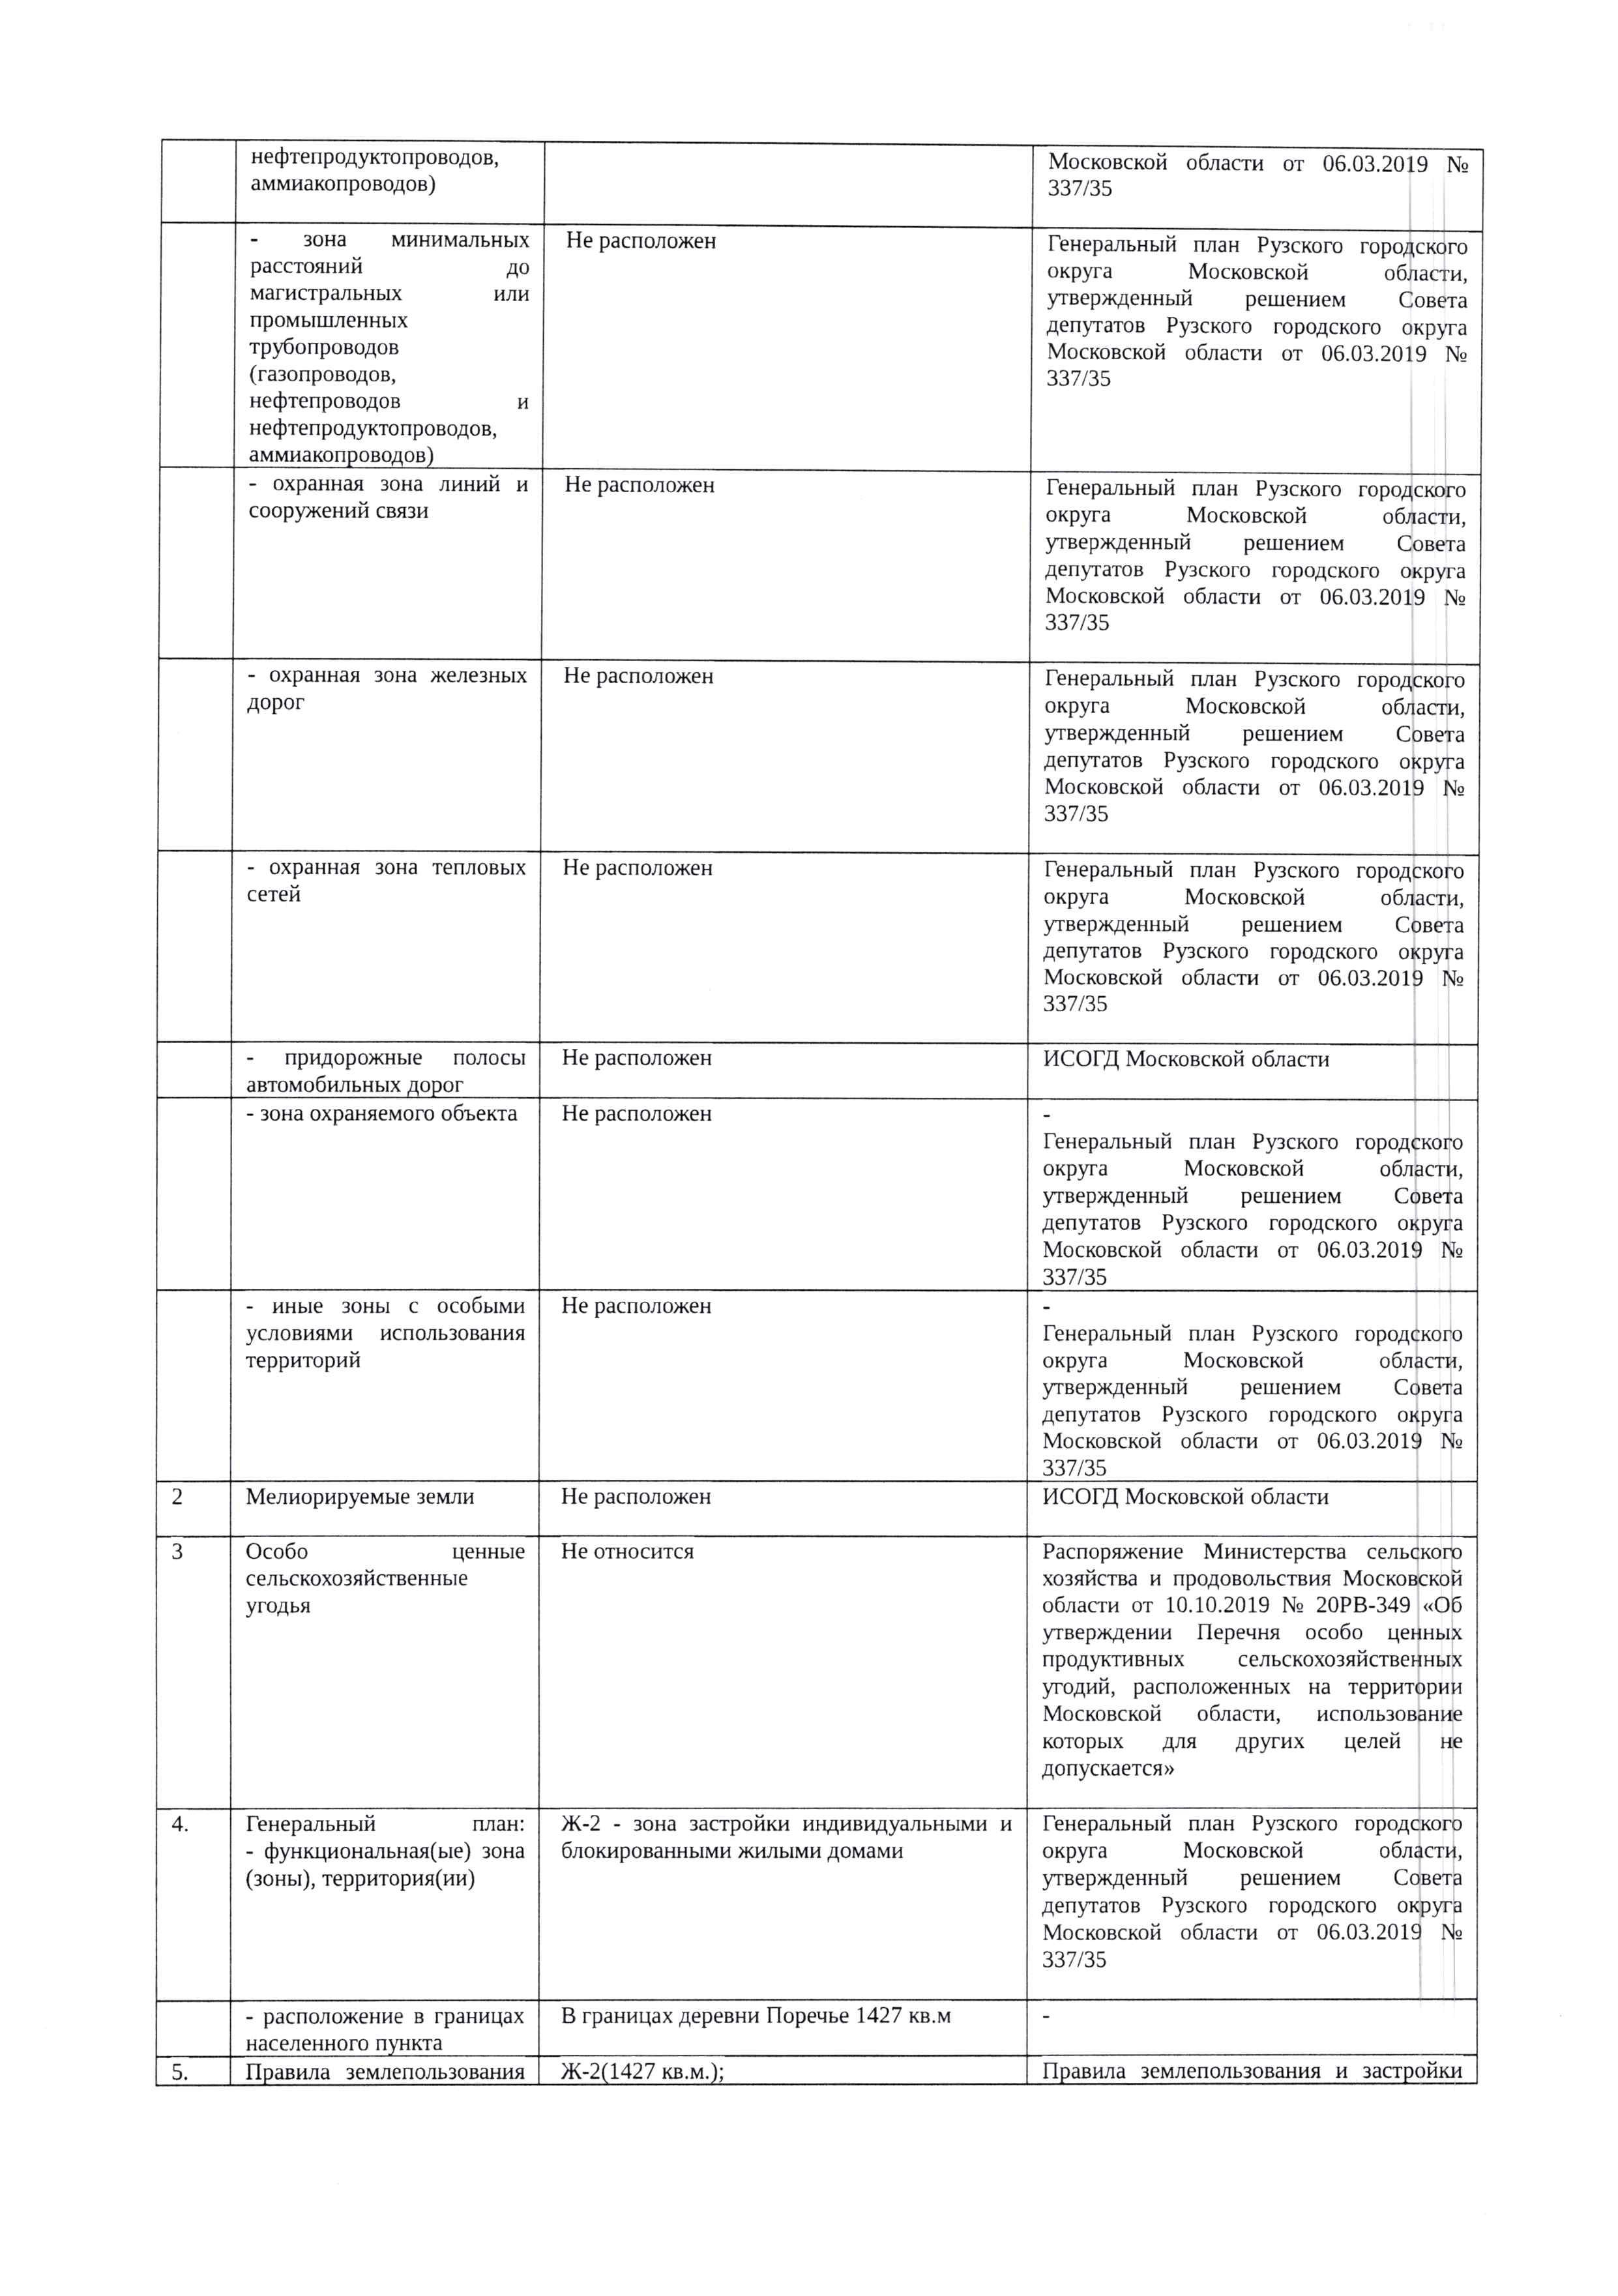 нефтепродуктопроводов,
аммиакопроводов)
Московской области от 06.03.2019 №
337/35
- зона минимальных
расстояний до
магистральных или
промышленных
трубопроводов
(газопроводов,
нефтепроводов и
нефтепродуктопроводов,
аммиакопроводов)
Не расположен
Генеральный план Рузского городского
округа Московской области,
утвержденный решением Совета
депутатов Рузского городского округа
Московской области от 06.03.2019 №
337/35
- охранная зона линий и
сооружений связи
Не расположен
Генеральный план Рузского городского
округа Московской области,
утвержденный решением Совета
депутатов Рузского городского округа
Московской области от 06.03.2019 №
337/35
- охранная зона железных
дорог
Не расположен
Генеральный план Рузского городского
округа Московской области,
утвержденный решением Совета
депутатов Рузского городского округа
Московской области от 06.03.2019 №
337/35
- охранная зона тепловых
сетей
Не расположен
Генеральный план Рузского городского
округа Московской области,
утвержденный решением Совета
депутатов Рузского городского округа
Московской области от 06.03.2019 №
337/35
- придорожные полосы
автомобильных дорог
Не расположен
ИСОГД Московской области
- зона охраняемого объекта
Не расположен
-
Генеральный план Рузского городского
округа Московской области,
утвержденный решением Совета
депутатов Рузского городского округа
Московской области от 06.03.2019 №
337/35
- иные зоны с особыми
условиями использования
территорий
Не расположен
-
Генеральный план Рузского городского
округа Московской области,
утвержденный решением Совета
депутатов Рузского городского округа
Московской области от 06.03.2019 №
337/35
2
Мелиорируемые земли
Не расположен
ИСОГД Московской области
3
Особо ценные
сельскохозяйственные
угодья
Не относится
Распоряжение Министерства сельского
хозяйства и продовольствия Московской
области от 10.10.2019 № 20РВ-349 «Об
утверждении Перечня особо ценных
продуктивных сельскохозяйственных
угодий, расположенных на территории
Московской области, использование
которых для других целей не
допускается»
4.
Генеральный план:
- функциональная(ые) зона
(зоны), территория(ии)
Ж-2 - зона застройки индивидуальными и
блокированными жилыми домами
Генеральный план Рузского городского
округа Московской области,
утвержденный решением Совета
депутатов Рузского городского округа
Московской области от 06.03.2019 №
337/35
- расположение в границах
населенного пункта
В границах деревни Поречье 1427 кв.м
-
5.
Правила землепользования
Ж-2(1427 кв.м.);
Правила землепользования и застройки